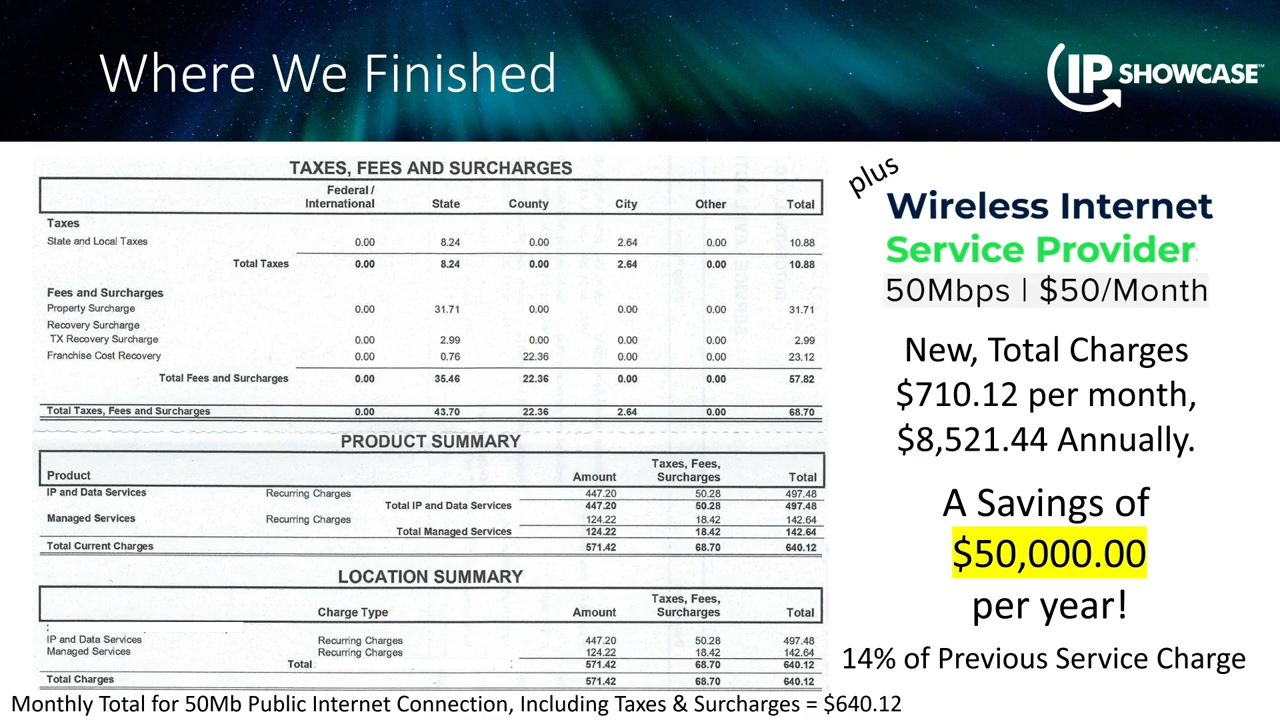 Where We Finished
IP SHOWCASE™
TAXES, FEES AND SURCHARGES
Federal /
International State County City Other Total
Taxes
State and Local Taxes 0.00 8.24 0.00 2.64 0.00 10.88
Total Taxes 0.00 8.24 0.00 2.64 0.00 10.88
Fees and Surcharges
Property Surcharge 0.00 31.71 0.00 0.00 0.00 31.71
Recovery Surcharge
TX Recovery Surcharge 0.00 2.99 0.00 0.00 0.00 2.99
Franchise Cost Recovery 0.00 0.76 22.36 0.00 0.00 23.12
Total Fees and Surcharges 0.00 35.46 22.36 0.00 0.00 57.82
Total Taxes, Fees and Surcharges 0.00 43.70 22.36 2.64 0.00 68.70
PRODUCT SUMMARY
Taxes, Fees,
Product Amount Surcharges Total
IP and Data Services Recurring Charges 447.20 50.28 497.48
Total IP and Data Services 447.20 50.28 497.48
Managed Services Recurring Charges 124.22 18.42 142.64
Total Managed Services 124.22 18.42 142.64
Total Current Charges 571.42 68.70 640.12
LOCATION SUMMARY
Taxes, Fees,
Charge Type Amount Surcharges Total
IP and Data Services Recurring Charges 447.20 50.28 497.48
Managed Services Recurring Charges 124.22 18.42 142.64
Total 571.42 68.70 640.12
Total Charges 571.42 68.70 640.12
plus
Wireless Internet
Service Provider
50Mbps | $50/Month
New, Total Charges
$710.12 per month,
$8,521.44 Annually.
A Savings of
$50,000.00
per year!
14% of Previous Service Charge
Monthly Total for 50Mb Public Internet Connection, Including Taxes & Surcharges = $640.12